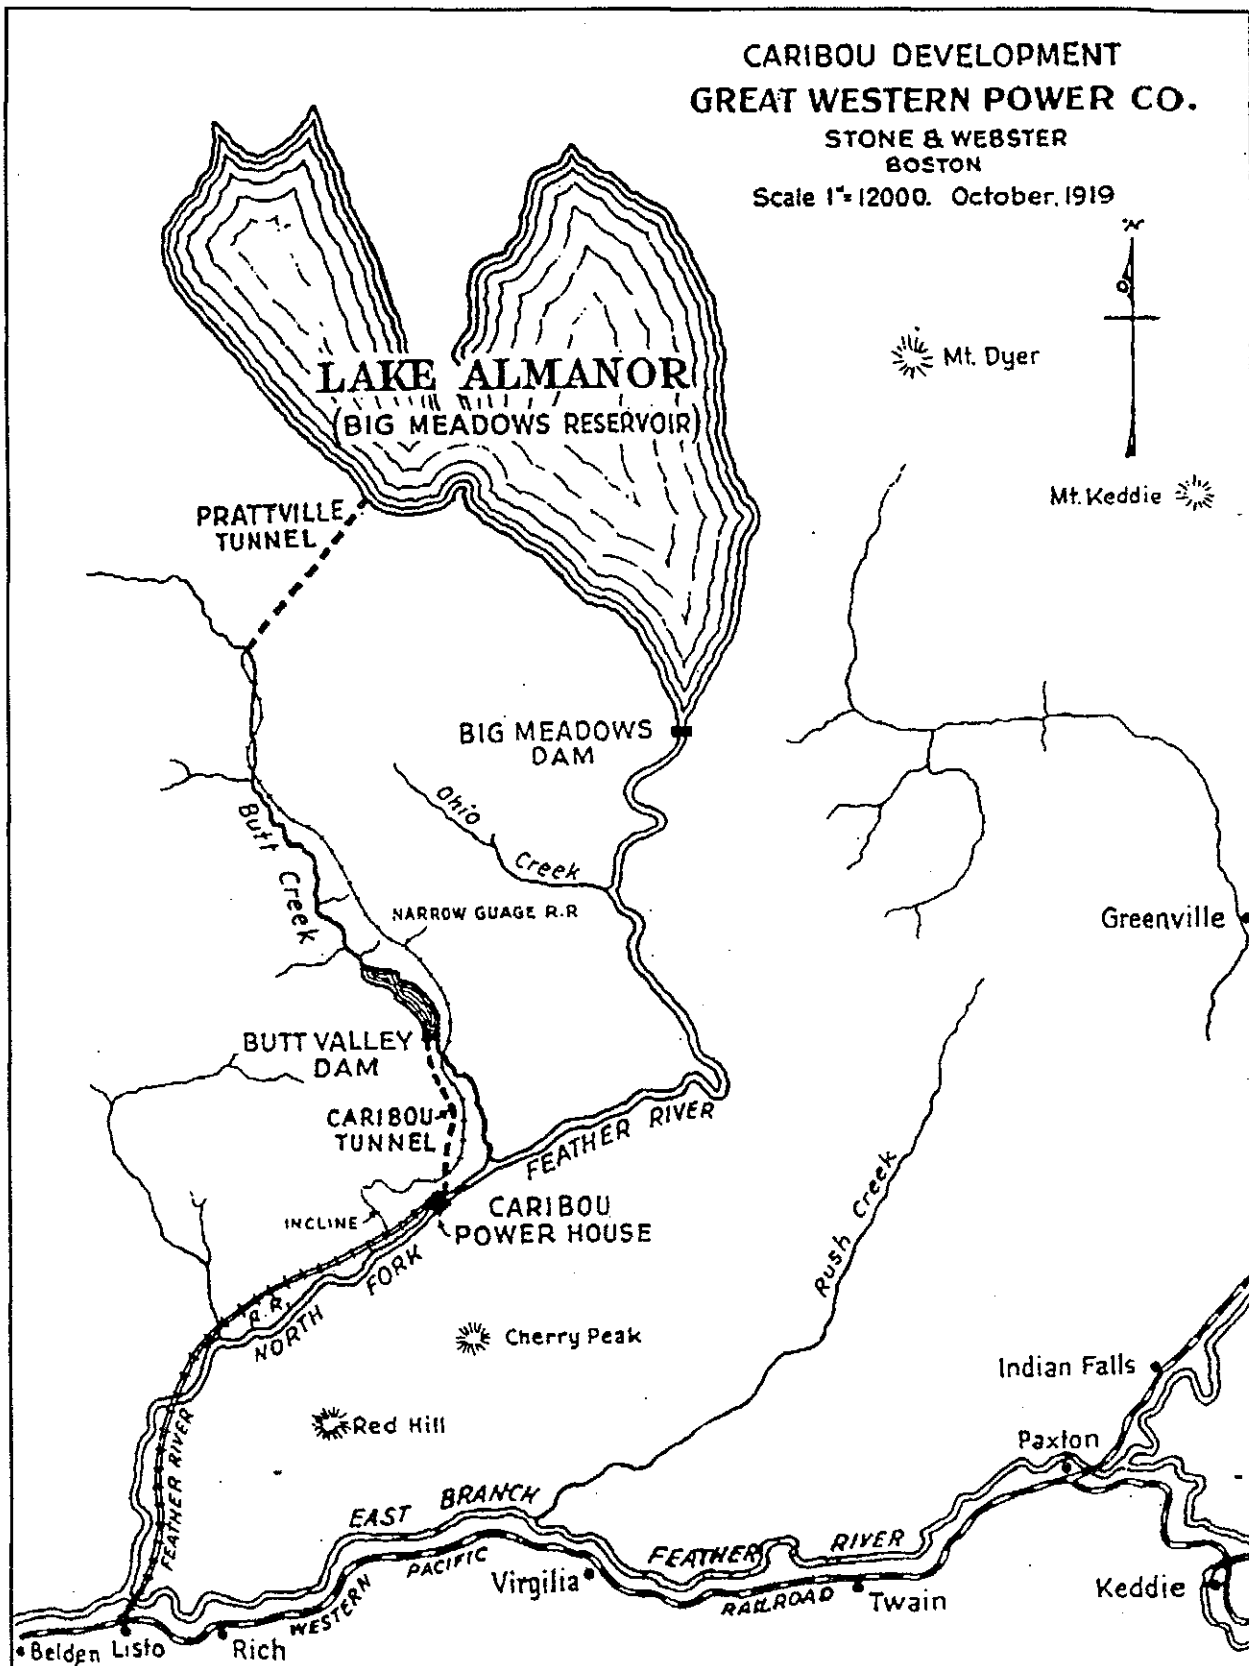 CARIBOU DEVELOPMENT
GREAT WESTERN POWER CO.
STONE & WEBSTER
BOSTON
Scale 1"=12000. October, 1919
N
Mt. Dyer
Mt. Keddie
LAKE ALMANOR
(BIG MEADOWS RESERVOIR)
PRATTVILLE
TUNNEL
BIG MEADOWS
DAM
Ohio
Creek
Butt Creek
NARROW GUAGE R.R
Greenville
BUTT VALLEY
DAM
CARIBOU
TUNNEL
FEATHER RIVER
INCLINE
CARIBOU
POWER HOUSE
Rush Creek
R.R.
NORTH FORK
Cherry Peak
Indian Falls
Red Hill
Paxton
FEATHER RIVER
EAST BRANCH
FEATHER RIVER
WESTERN PACIFIC RAILROAD
Virgilia
Twain
Keddie
Belden
Listo
Rich